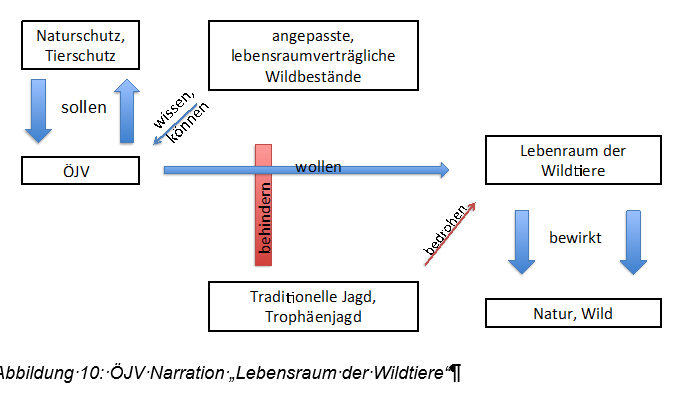 Naturschutz,
Tierschutz
angepasste,
lebensraumverträgliche
Wildbestände
sollen
wissen,
können
ÖJV
wollen
Lebenraum der
Wildtiere
behindern
bedrohen
bewirkt
Traditionelle Jagd,
Trophäenjagd
Natur, Wild
Abbildung·10:·ÖJV·Narration·„Lebensraum·der·Wildtiere“¶